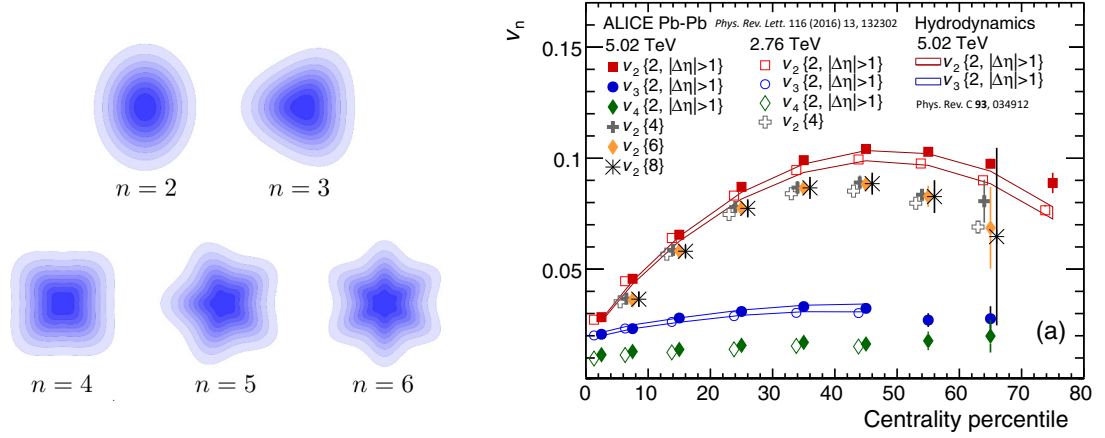 n = 2
n = 3
n = 4
n = 5
n = 6
v_n
0.15
0.1
0.05
ALICE Pb-Pb
Phys. Rev. Lett. 116 (2016) 13, 132302
5.02 TeV
v₂{2, |Δη|>1}
v₃{2, |Δη|>1}
v₄{2, |Δη|>1}
v₂{4}
v₂{6}
v₂{8}
2.76 TeV
v₂{2, |Δη|>1}
v₃{2, |Δη|>1}
v₄{2, |Δη|>1}
v₂{4}
Hydrodynamics
5.02 TeV
v₂{2, |Δη|>1}
v₃{2, |Δη|>1}
Phys. Rev. C 93, 034912
(a)
0 10 20 30 40 50 60 70 80
Centrality percentile